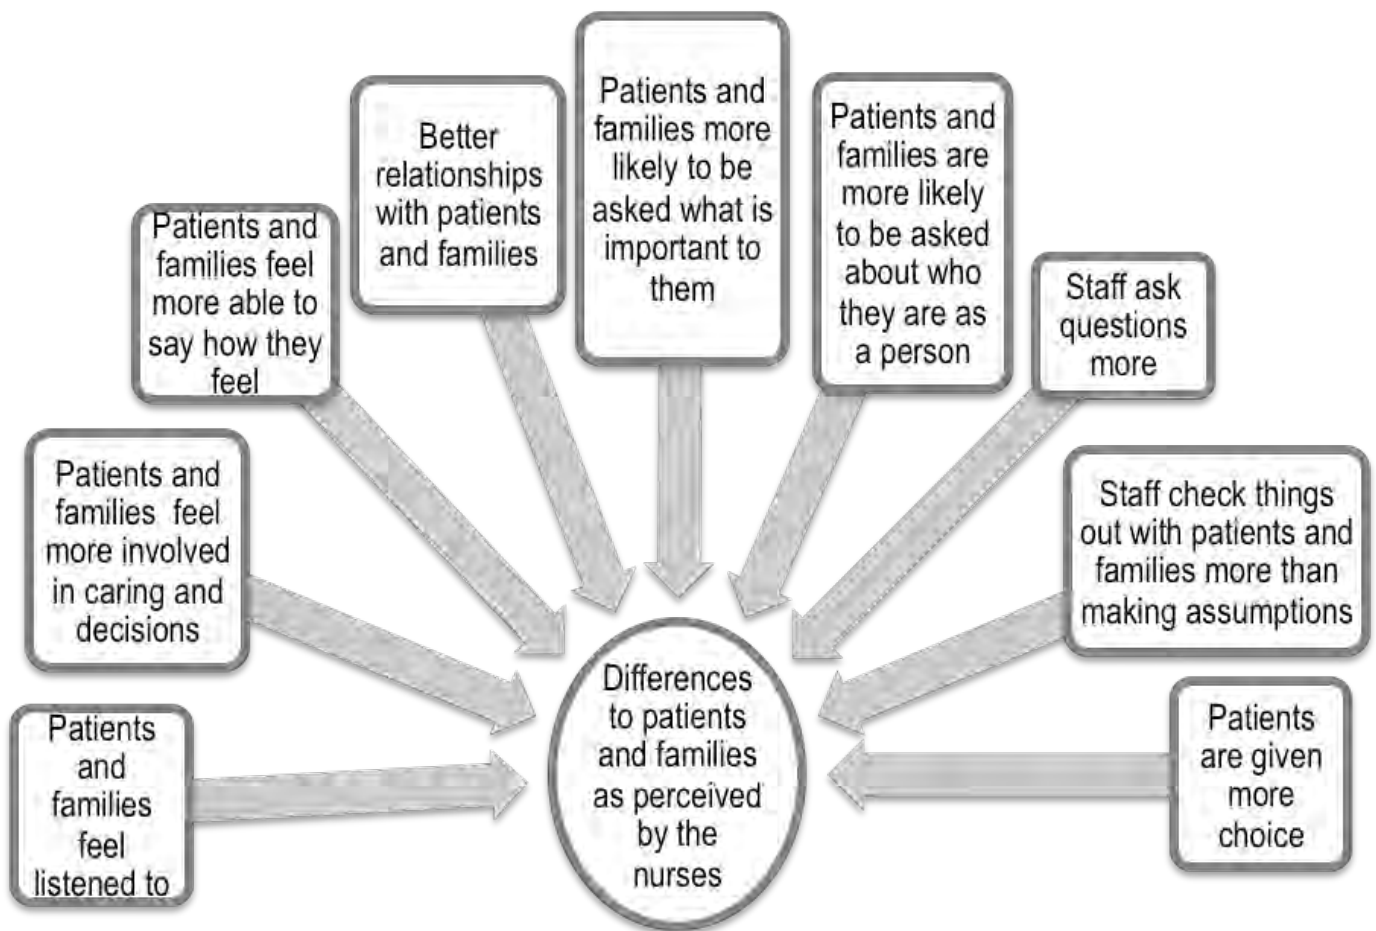 Patients
and
families
feel
listened to
Patients and
families feel
more involved
in caring and
decisions
Patients and
families feel
more able to
say how they
feel
Better
relationships
with patients
and families
Patients and
families more
likely to be
asked what is
important to
them
Patients and
families are
more likely
to be asked
about who
they are as
a person
Staff ask
questions
more
Staff check things
out with patients and
families more than
making assumptions
Patients
are given
more
choice
Differences
to patients
and families
as perceived
by the
nurses